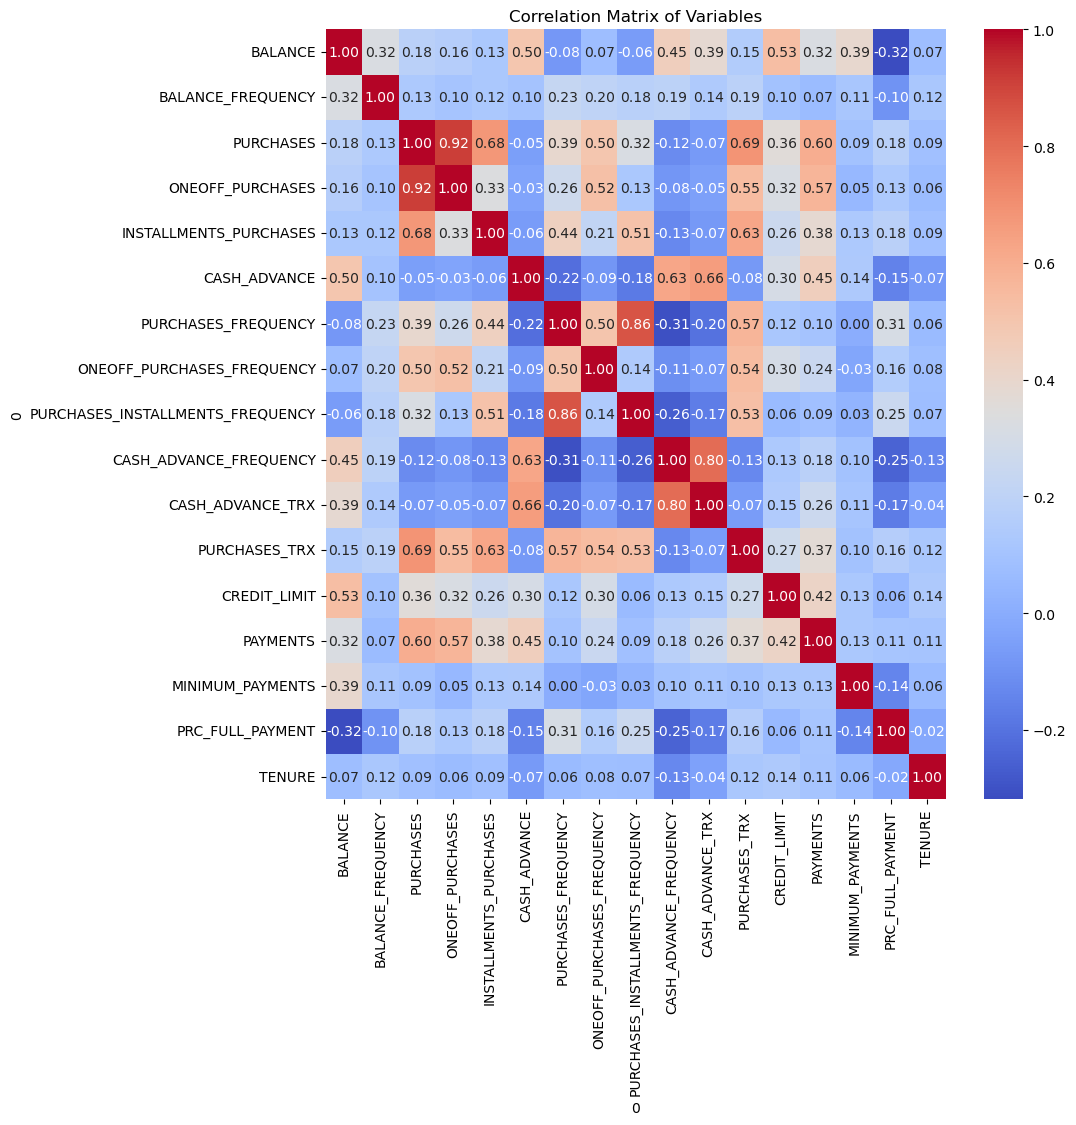 Correlation Matrix of Variables
BALANCE 1.00 0.32 0.18 0.16 0.13 0.50 -0.08 0.07 -0.06 0.45 0.39 0.15 0.53 0.32 0.39 -0.32 0.07
BALANCE_FREQUENCY 0.32 1.00 0.13 0.10 0.12 0.10 0.23 0.20 0.18 0.19 0.14 0.19 0.10 0.07 0.11 -0.10 0.12
PURCHASES 0.18 0.13 1.00 0.92 0.68 -0.05 0.39 0.50 0.32 -0.12 -0.07 0.69 0.36 0.60 0.09 0.18 0.09
ONEOFF_PURCHASES 0.16 0.10 0.92 1.00 0.33 -0.03 0.26 0.52 0.13 -0.08 -0.05 0.55 0.32 0.57 0.05 0.13 0.06
INSTALLMENTS_PURCHASES 0.13 0.12 0.68 0.33 1.00 -0.06 0.44 0.21 0.51 -0.13 -0.07 0.63 0.26 0.38 0.13 0.18 0.09
CASH_ADVANCE 0.50 0.10 -0.05 -0.03 -0.06 1.00 -0.22 -0.09 -0.18 0.63 0.66 -0.08 0.30 0.45 0.14 -0.15 -0.07
PURCHASES_FREQUENCY -0.08 0.23 0.39 0.26 0.44 -0.22 1.00 0.50 0.86 -0.31 -0.20 0.57 0.12 0.10 0.00 0.31 0.06
ONEOFF_PURCHASES_FREQUENCY 0.07 0.20 0.50 0.52 0.21 -0.09 0.50 1.00 0.14 -0.11 -0.07 0.54 0.30 0.24 -0.03 0.16 0.08
PURCHASES_INSTALLMENTS_FREQUENCY -0.06 0.18 0.32 0.13 0.51 -0.18 0.86 0.14 1.00 -0.26 -0.17 0.53 0.06 0.09 0.03 0.25 0.07
CASH_ADVANCE_FREQUENCY 0.45 0.19 -0.12 -0.08 -0.13 0.63 -0.31 -0.11 -0.26 1.00 0.80 -0.13 0.13 0.18 0.10 -0.25 -0.13
CASH_ADVANCE_TRX 0.39 0.14 -0.07 -0.05 -0.07 0.66 -0.20 -0.07 -0.17 0.80 1.00 -0.07 0.15 0.26 0.11 -0.17 -0.04
PURCHASES_TRX 0.15 0.19 0.69 0.55 0.63 -0.08 0.57 0.54 0.53 -0.13 -0.07 1.00 0.27 0.37 0.10 0.16 0.12
CREDIT_LIMIT 0.53 0.10 0.36 0.32 0.26 0.30 0.12 0.30 0.06 0.13 0.15 0.27 1.00 0.42 0.13 0.06 0.14
PAYMENTS 0.32 0.07 0.60 0.57 0.38 0.45 0.10 0.24 0.09 0.18 0.26 0.37 0.42 1.00 0.13 0.11 0.11
MINIMUM_PAYMENTS 0.39 0.11 0.09 0.05 0.13 0.14 0.00 -0.03 0.03 0.10 0.11 0.10 0.13 0.13 1.00 -0.14 0.06
PRC_FULL_PAYMENT -0.32 -0.10 0.18 0.13 0.18 -0.15 0.31 0.16 0.25 -0.25 -0.17 0.16 0.06 0.11 -0.14 1.00 -0.02
TENURE 0.07 0.12 0.09 0.06 0.09 -0.07 0.06 0.08 0.07 -0.13 -0.04 0.12 0.14 0.11 0.06 -0.02 1.00
0
BALANCE
BALANCE_FREQUENCY
PURCHASES
ONEOFF_PURCHASES
INSTALLMENTS_PURCHASES
CASH_ADVANCE
PURCHASES_FREQUENCY
ONEOFF_PURCHASES_FREQUENCY
PURCHASES_INSTALLMENTS_FREQUENCY
CASH_ADVANCE_FREQUENCY
CASH_ADVANCE_TRX
PURCHASES_TRX
CREDIT_LIMIT
PAYMENTS
MINIMUM_PAYMENTS
PRC_FULL_PAYMENT
TENURE
0
1.0
0.8
0.6
0.4
0.2
0.0
−0.2